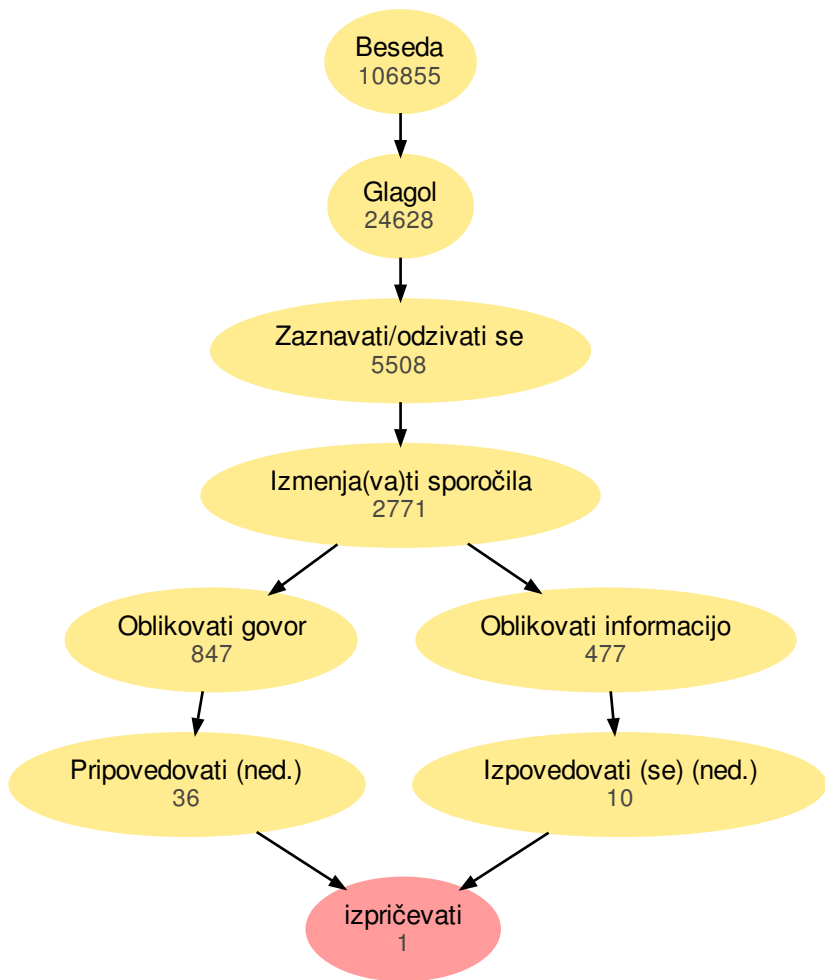 Beseda
106855
Glagol
24628
Zaznavati/odzivati se
5508
Izmenja(va)ti sporočila
2771
Oblikovati govor
847
Oblikovati informacijo
477
Pripovedovati (ned.)
36
Izpovedovati (se) (ned.)
10
izpričevati
1